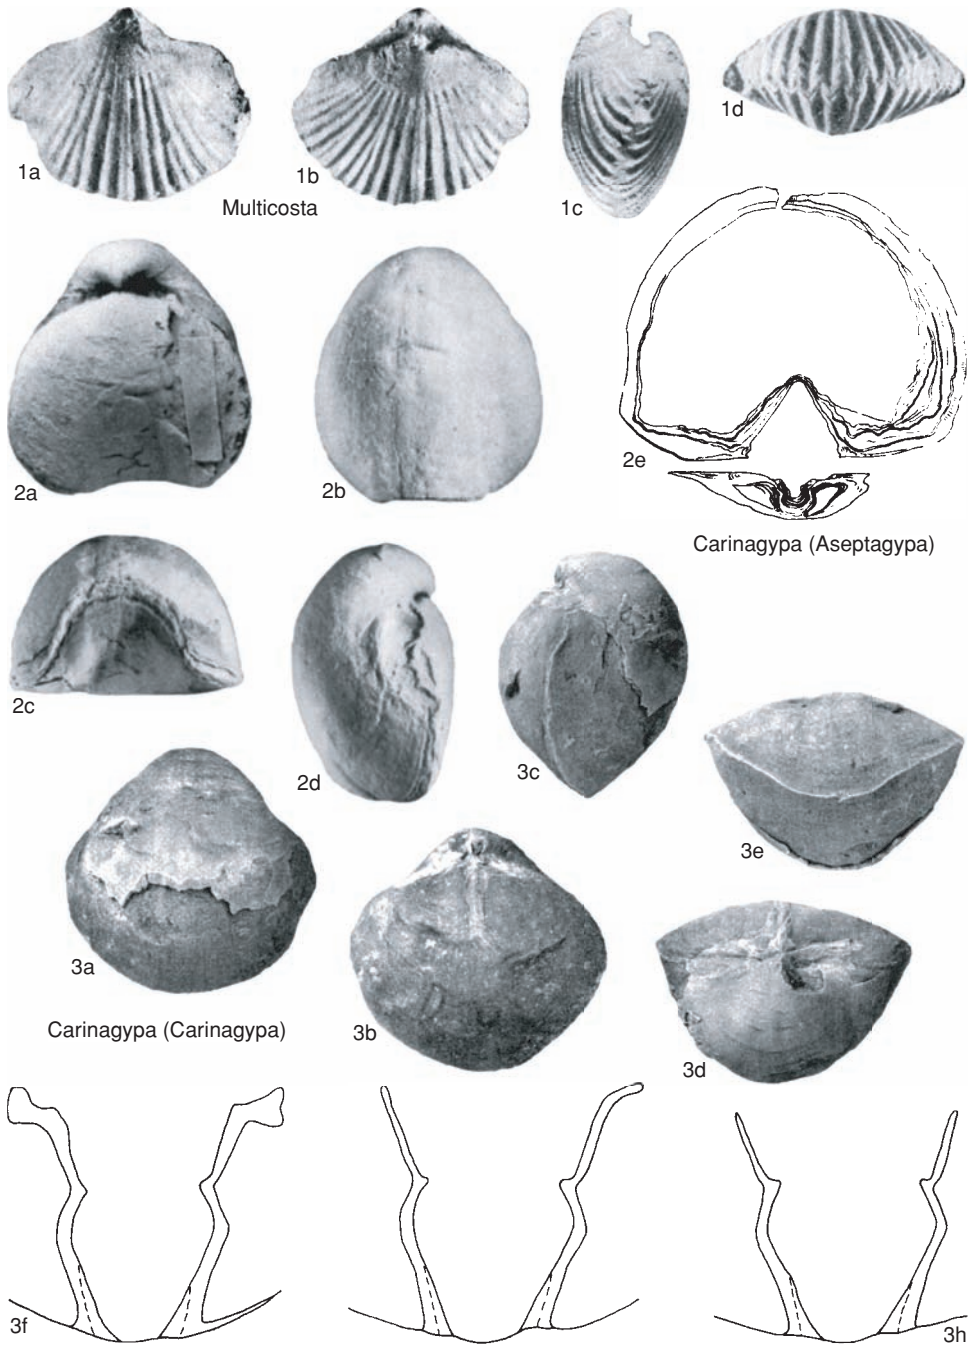 1a
1b
1c
1d
Multicosta
2a
2b
2e
Carinagypa (Aseptagypa)
2c
2d
3c
3e
3a
3b
3d
Carinagypa (Carinagypa)
3f
3h